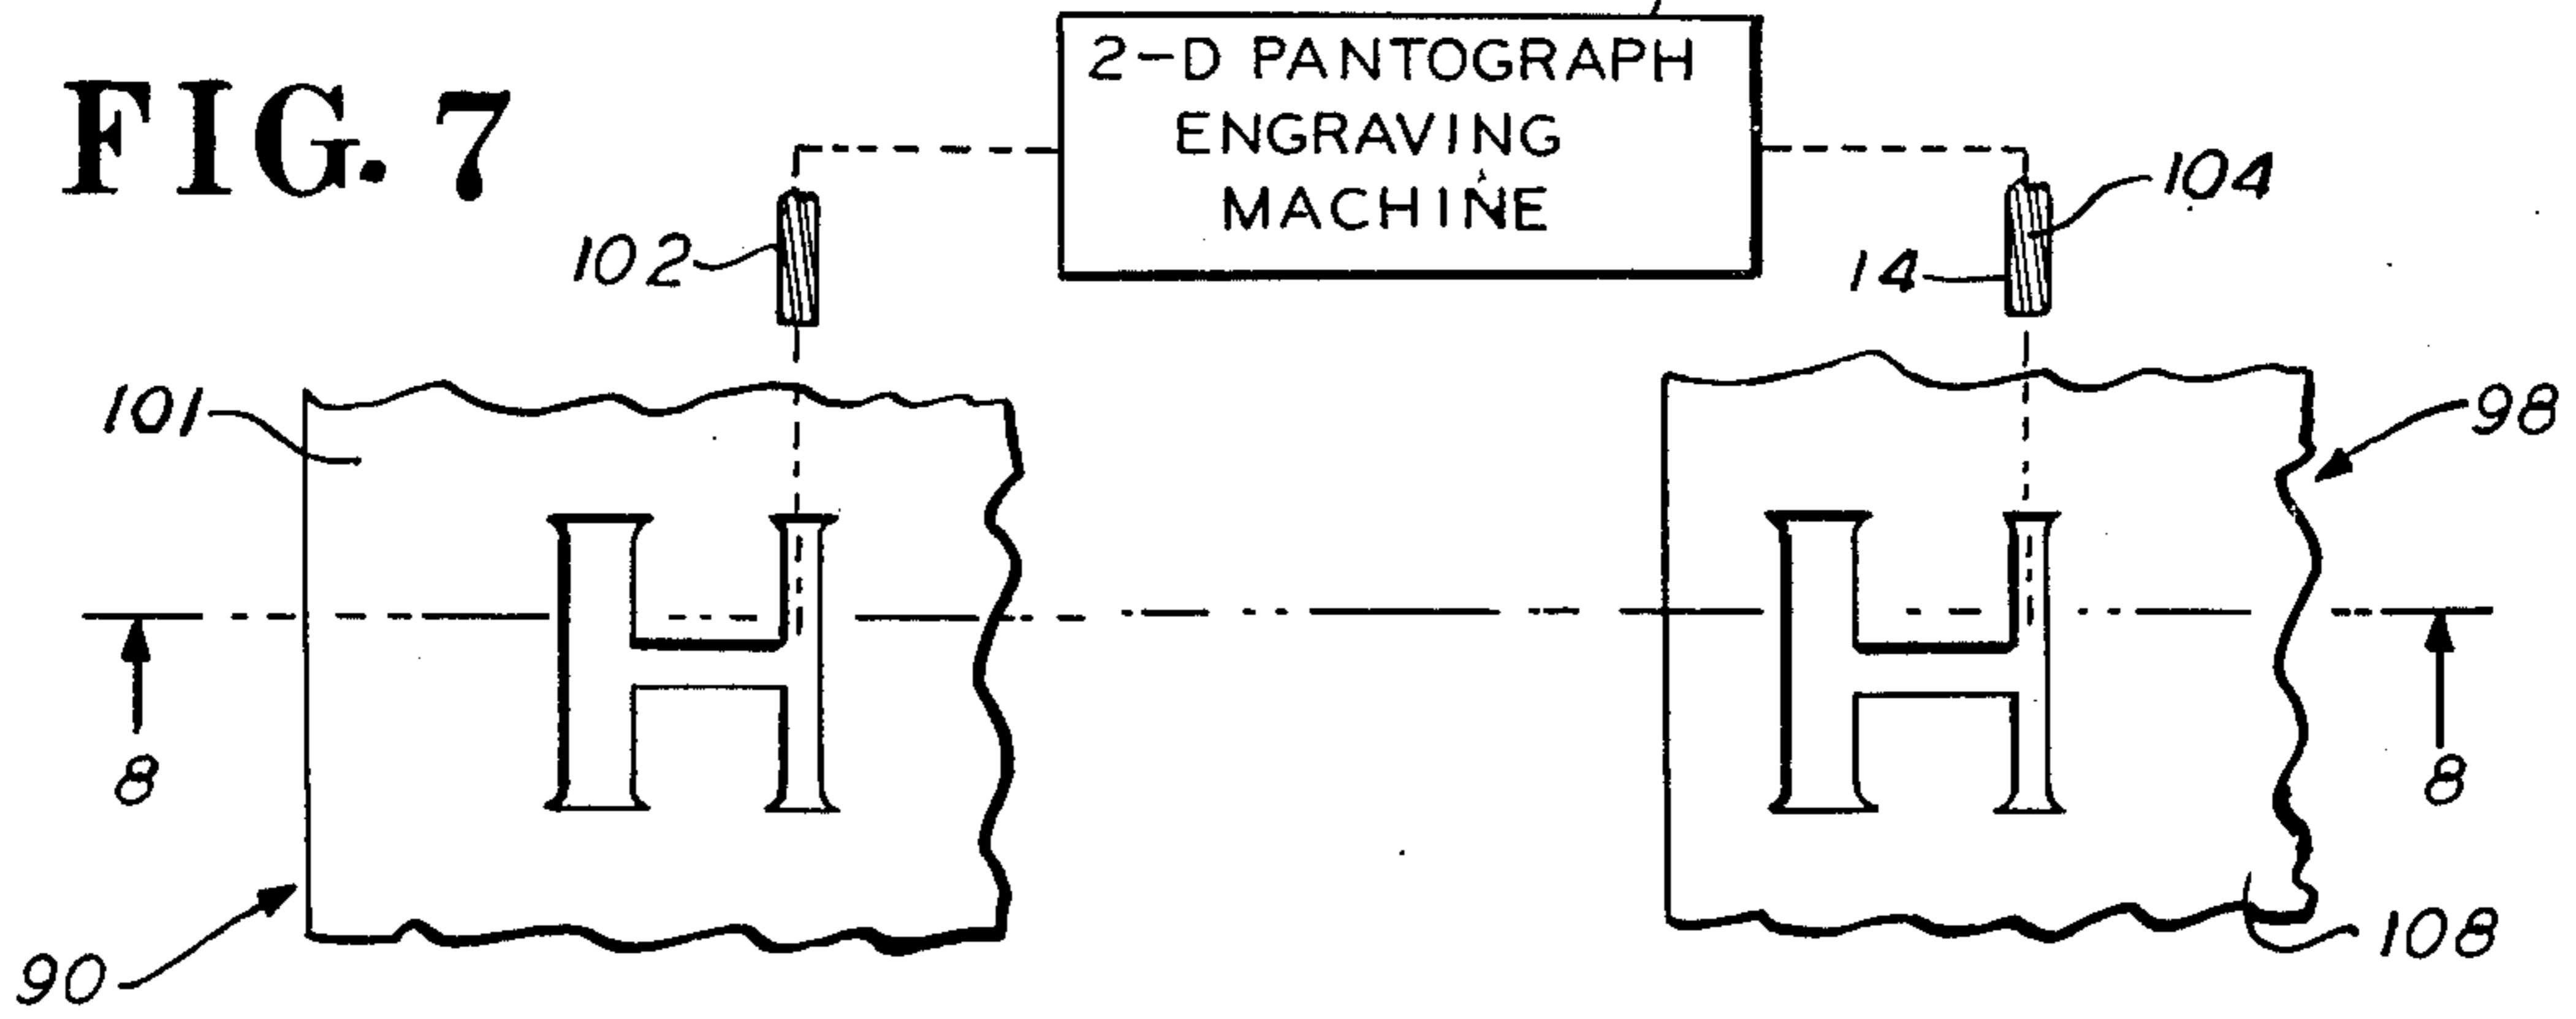 FIG. 7
2-D PANTOGRAPH
ENGRAVING
MACHINE
102
104
14
101
98
H
H
8
8
90
108